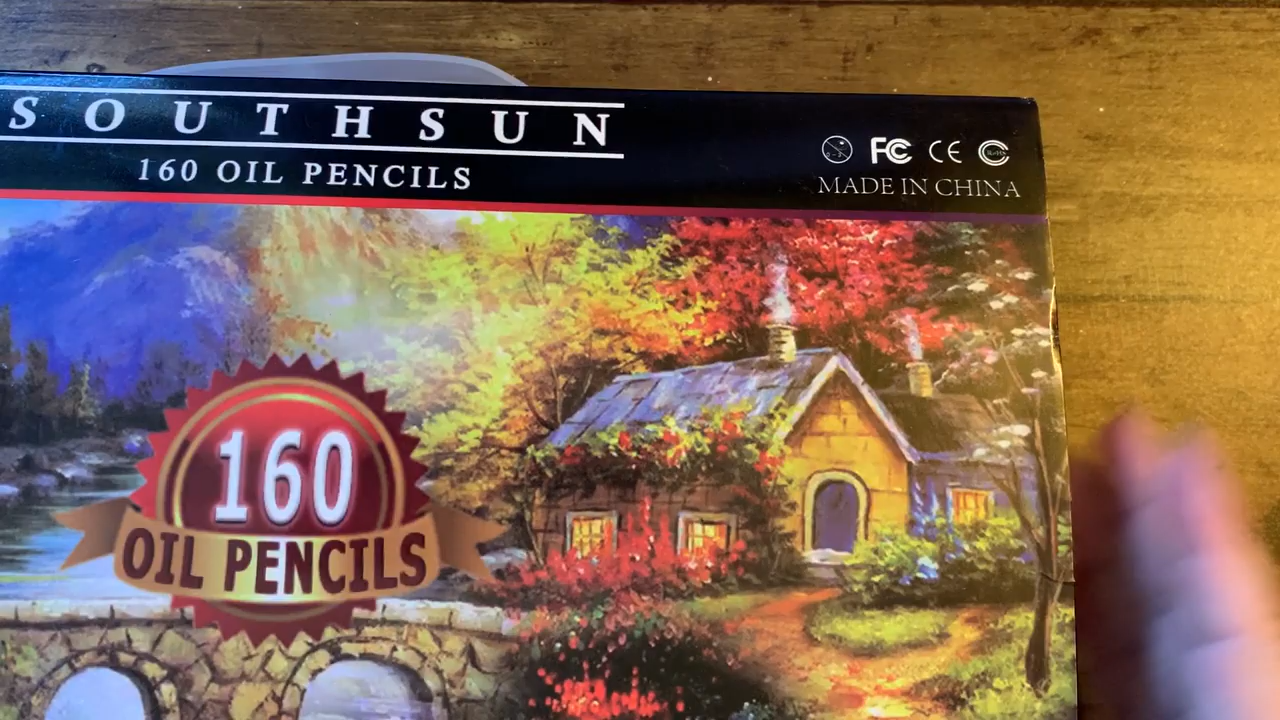 SOUTHSUN
160 OIL PENCILS
FC CE
MADE IN CHINA
160
OIL PENCILS